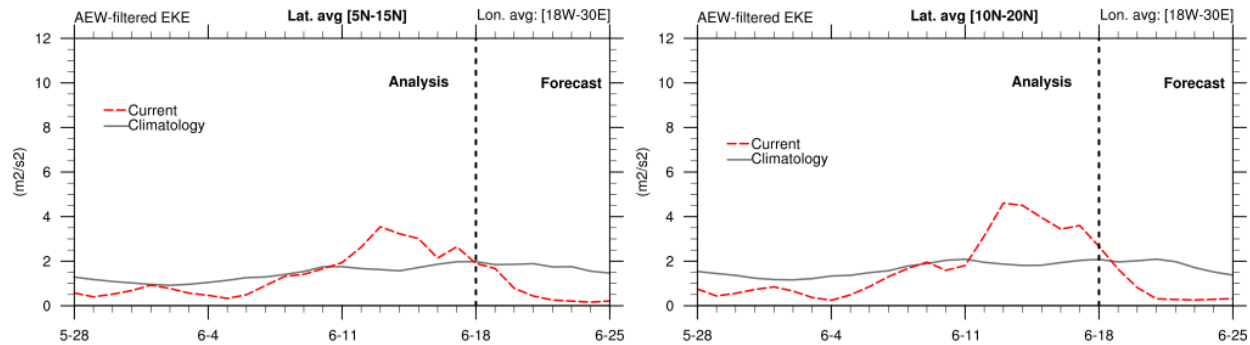 AEW-filtered EKE Lat. avg [5N-15N] Lon. avg: [18W-30E]
12
10
8
6
4
2
0
(m2/s2)
Analysis Forecast
Current
Climatology
5-28 6-4 6-11 6-18 6-25
AEW-filtered EKE Lat. avg [10N-20N] Lon. avg: [18W-30E]
12
10
8
6
4
2
0
(m2/s2)
Analysis Forecast
Current
Climatology
5-28 6-4 6-11 6-18 6-25